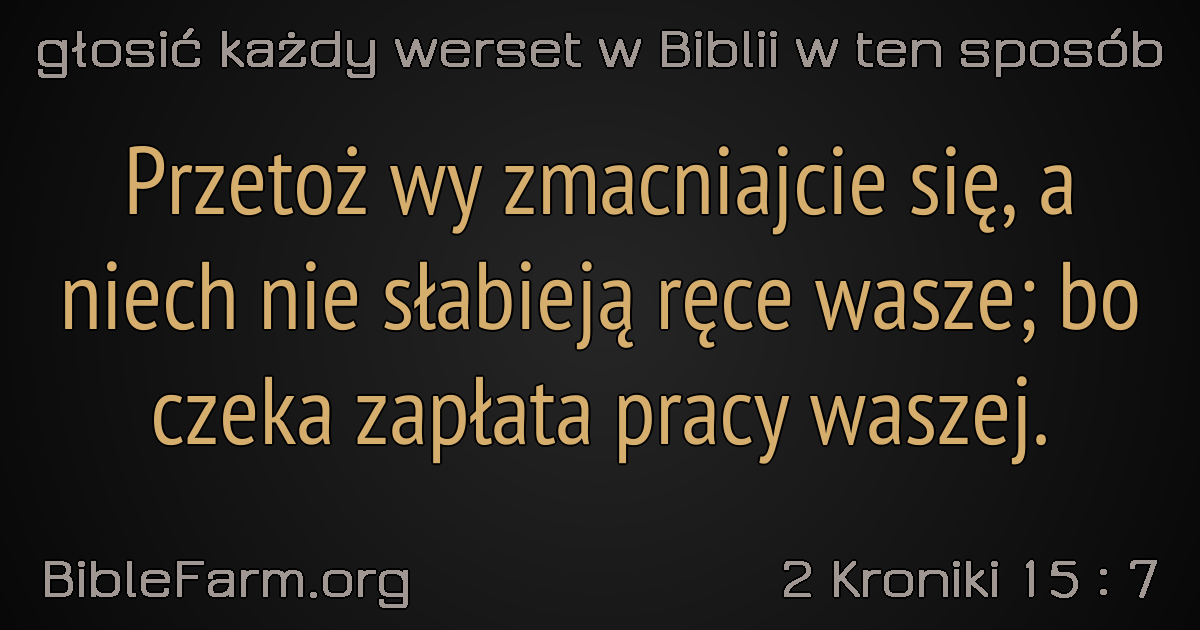 głosić każdy werset w Biblii w ten sposób
Przetoż wy zmacniajcie się, a
niech nie słabieją ręce wasze; bo
czeka zapłata pracy waszej.
BibleFarm.org
2 Kroniki 15 : 7